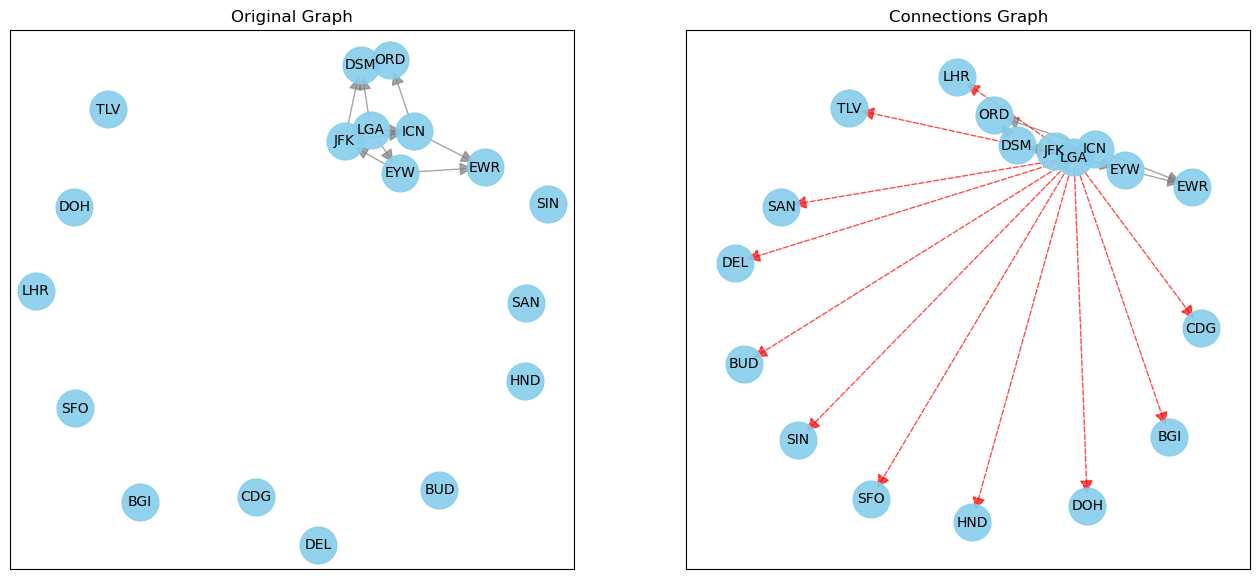 Original Graph
DSM
ORD
TLV
LGA
ICN
JFK
EYW
EWR
SIN
DOH
LHR
SAN
HND
SFO
BUD
CDG
BGI
DEL
Connections Graph
LHR
TLV
ORD
DSM
JFK
ICN
LGA
EYW
EWR
SAN
DEL
CDG
BUD
BGI
SIN
SFO
DOH
HND